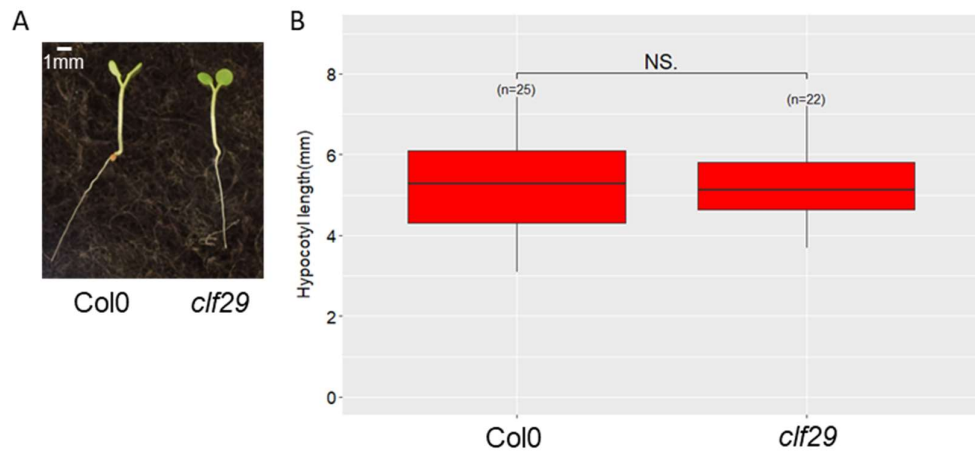 A
1mm
Col0
clf29
B
NS.
(n=25)
(n=22)
8
6
4
2
0
Hypocotyl length(mm)
Col0
clf29